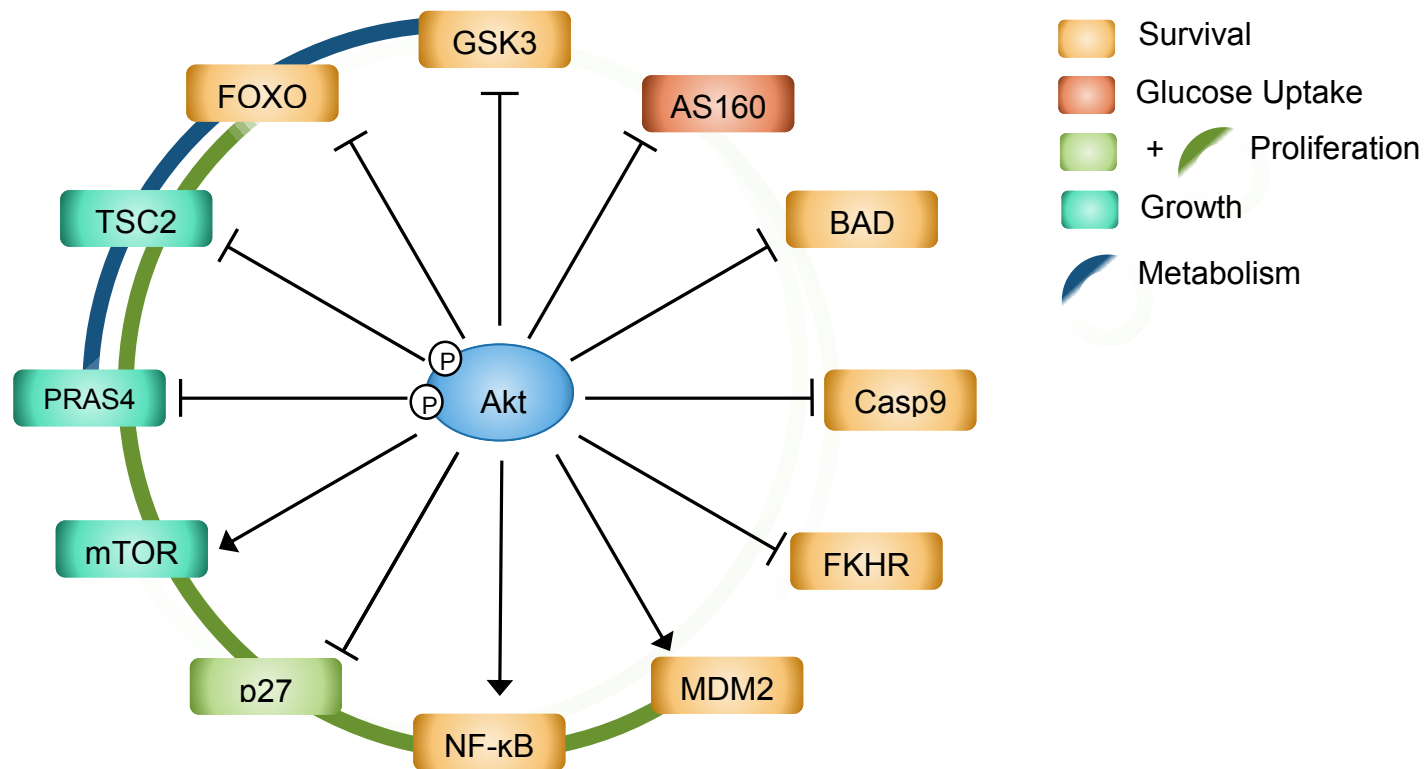 GSK3
FOXO
AS160
TSC2
BAD
PRAS4
P
P
Akt
Casp9
mTOR
FKHR
p27
MDM2
NF-κB
Survival
Glucose Uptake
+ Proliferation
Growth
Metabolism